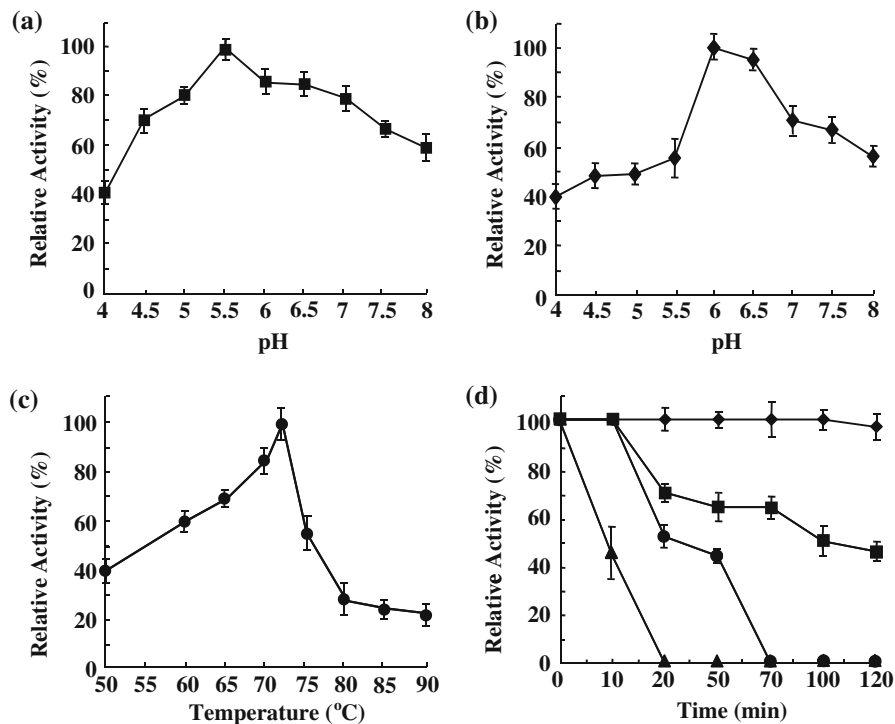 (a)
Relative Activity (%)
100
80
60
40
20
0
4 4.5 5 5.5 6 6.5 7 7.5 8
pH
(b)
Relative Activity (%)
100
80
60
40
20
0
4 4.5 5 5.5 6 6.5 7 7.5 8
pH
(c)
Relative Activity (%)
100
80
60
40
20
0
50 60 65 70 75 80 85 90
Temperature (°C)
(d)
Relative Activity (%)
100
80
60
40
20
0
0 10 20 50 70 100 120
Time (min)